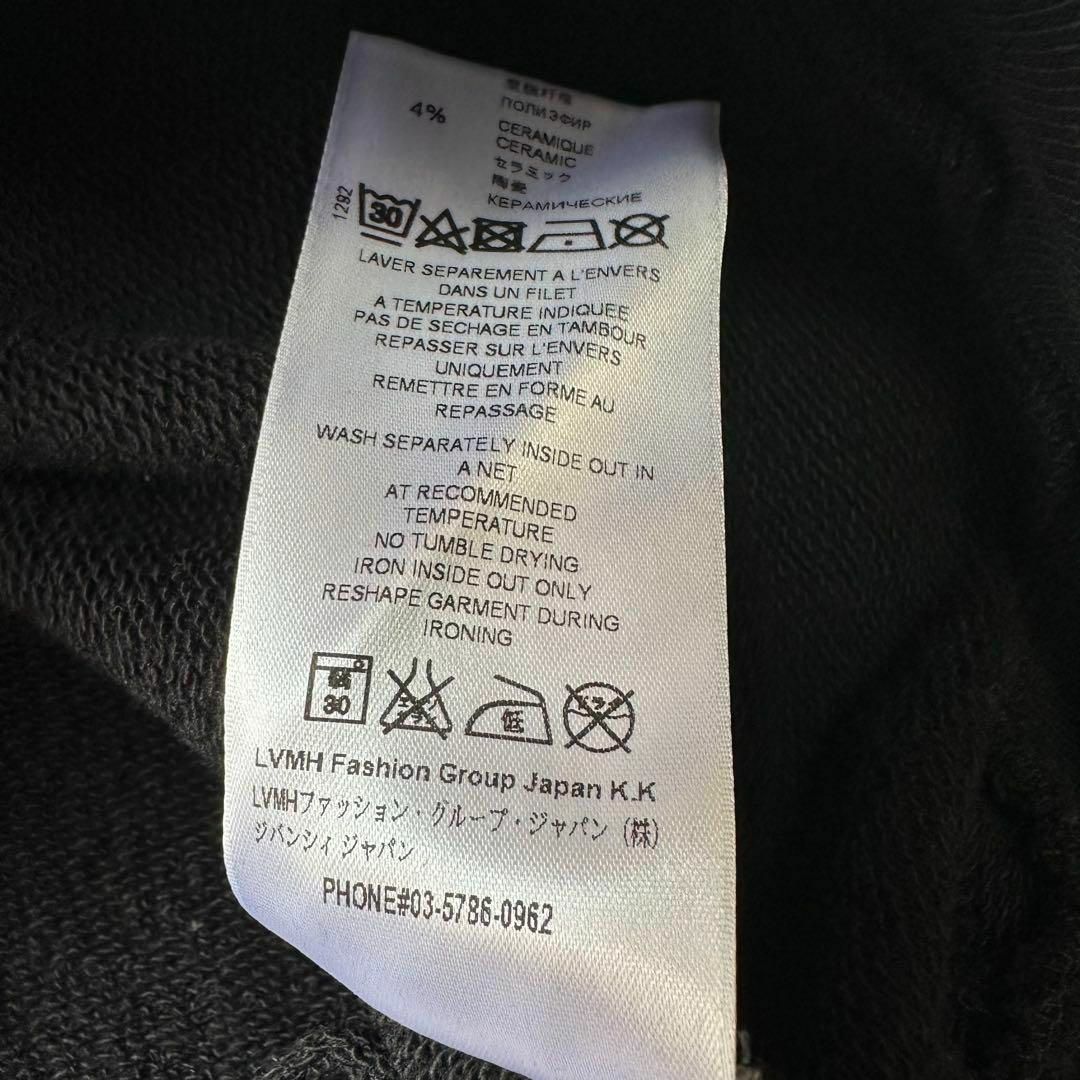 4%
ПОЛИЭФИР
CERAMIQUE
CERAMIC
セラミック
陶瓷
КЕРАМИЧЕСКИЕ
1292
30
LAVER SEPAREMENT A L'ENVERS
DANS UN FILET
A TEMPERATURE INDIQUEE
PAS DE SECHAGE EN TAMBOUR
REPASSER SUR L'ENVERS
UNIQUEMENT
REMETTRE EN FORME AU
REPASSAGE
WASH SEPARATELY INSIDE OUT IN
A NET
AT RECOMMENDED
TEMPERATURE
NO TUMBLE DRYING
IRON INSIDE OUT ONLY
RESHAPE GARMENT DURING
IRONING
30
低
ドライ
LVMH Fashion Group Japan K.K
LVMHファッション・グループ・ジャパン（株）
ジバンシィ ジャパン
PHONE#03-5786-0962